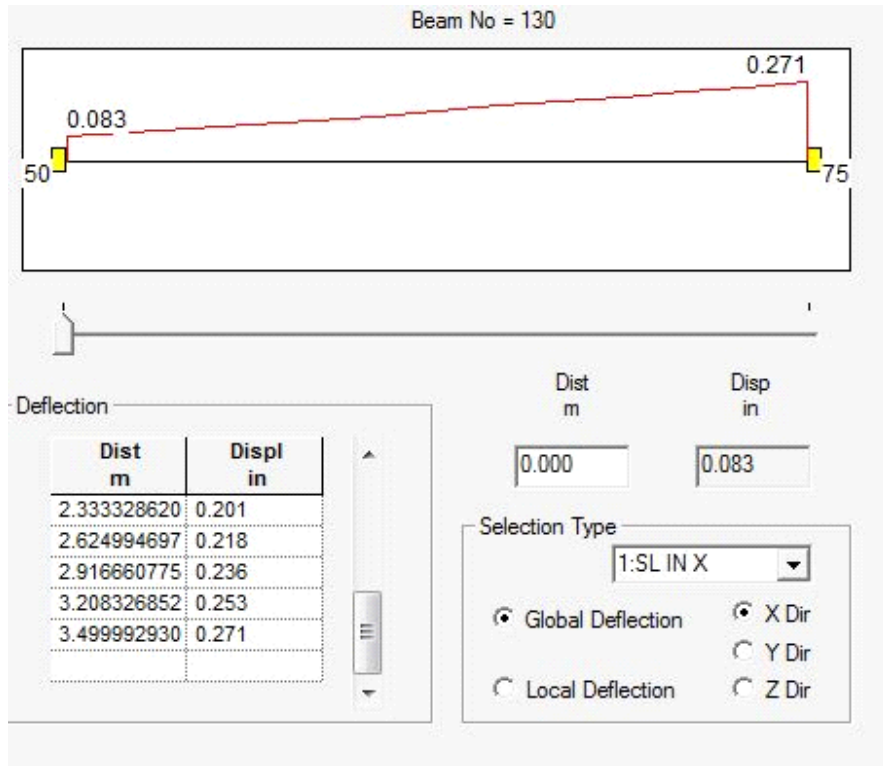 Beam No = 130
0.271
0.083
50
75
Dist
m
Disp
in
0.000
0.083
Deflection
Dist
m
Displ
in
2.333328620 0.201
2.624994697 0.218
2.916660775 0.236
3.208326852 0.253
3.499992930 0.271
Selection Type
1:SL IN X
Global Deflection
X Dir
Y Dir
Local Deflection
Z Dir